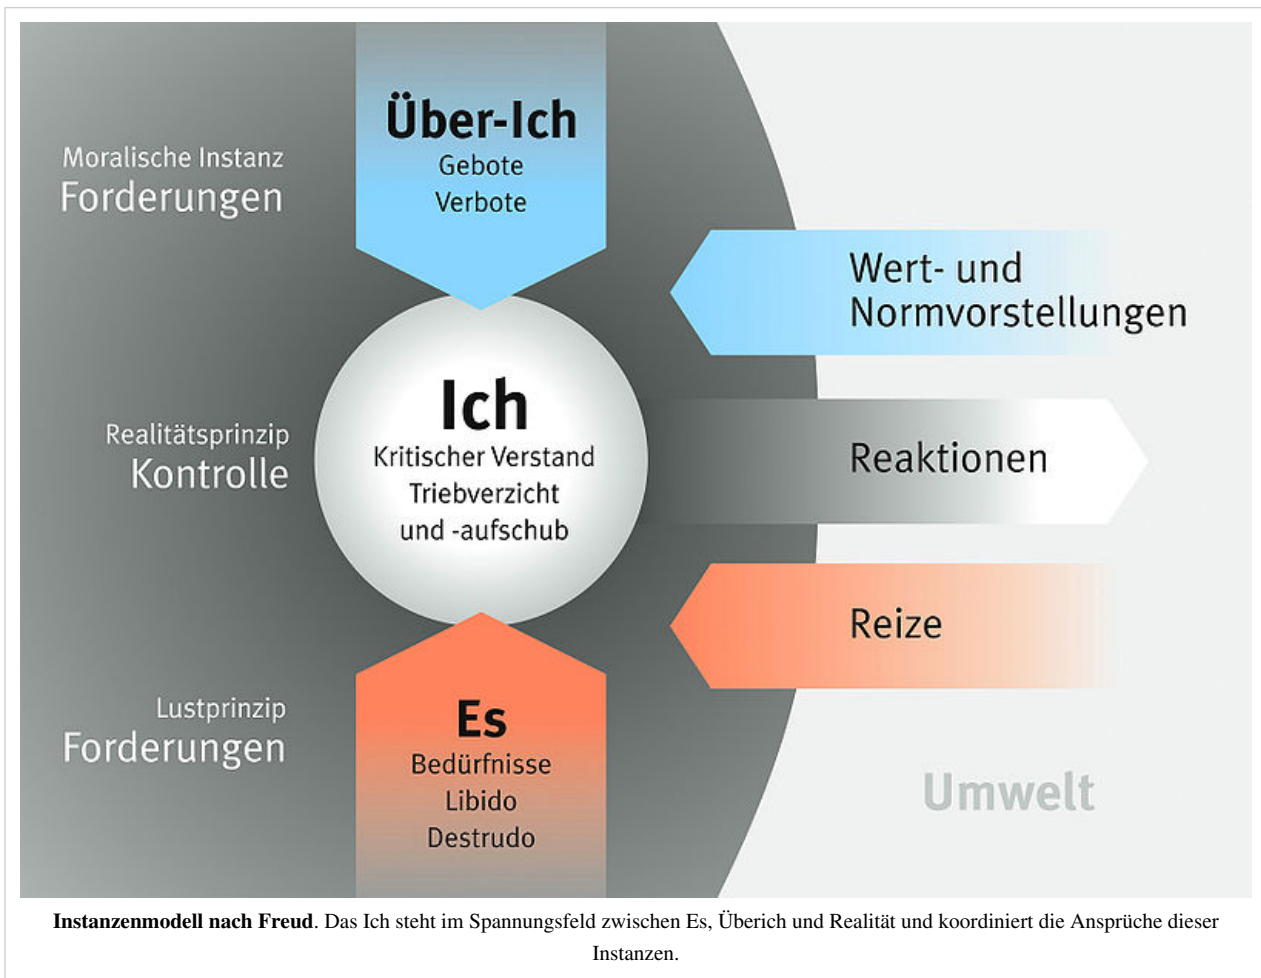 Über-Ich
Gebote
Verbote
Moralische Instanz
Forderungen
Wert- und
Normvorstellungen
Ich
Kritischer Verstand
Triebverzicht
und -aufschub
Realitätsprinzip
Kontrolle
Reaktionen
Reize
Es
Bedürfnisse
Libido
Destrudo
Lustprinzip
Forderungen
Umwelt
Instanzenmodell nach Freud. Das Ich steht im Spannungsfeld zwischen Es, Überich und Realität und koordiniert die Ansprüche dieser
Instanzen.